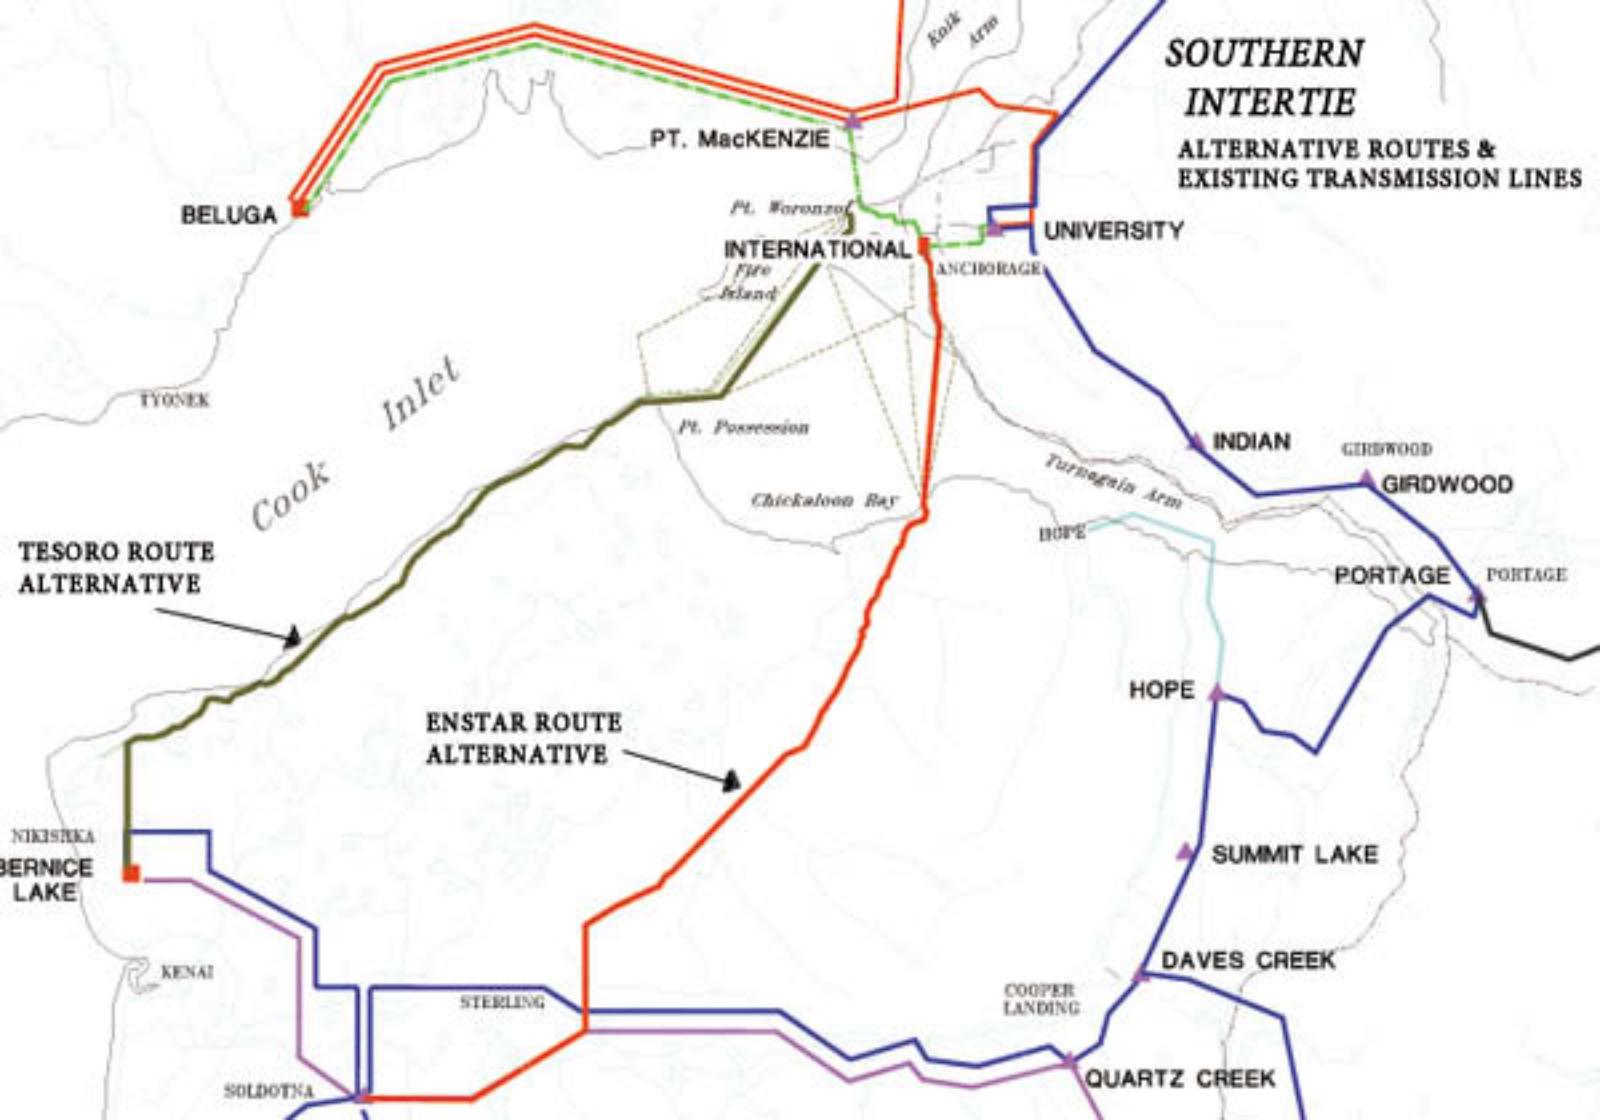 Knik
Arm
SOUTHERN
INTERTIE
ALTERNATIVE ROUTES &
EXISTING TRANSMISSION LINES
PT. MacKENZIE
BELUGA
Pt. Woronzof
INTERNATIONAL
UNIVERSITY
ANCHORAGE
Fire
Island
TYONEK
Cook Inlet
Pt. Possession
INDIAN
GIRDWOOD
GIRDWOOD
Turnagain Arm
Chickaloon Bay
HOPE
TESORO ROUTE
ALTERNATIVE
PORTAGE
PORTAGE
HOPE
ENSTAR ROUTE
ALTERNATIVE
NIKISHKA
BERNICE
LAKE
SUMMIT LAKE
KENAI
DAVES CREEK
STERLING
COOPER
LANDING
SOLDOTNA
QUARTZ CREEK